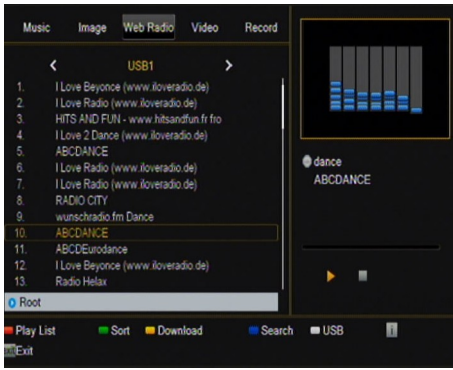 Music Image Web Radio Video Record
USB1
1. I Love Beyonce (www.iloveradio.de)
2. I Love Radio (www.iloveradio.de)
3. HITS AND FUN - www.hitsandfun.fr fro
4. I Love 2 Dance (www.iloveradio.de)
5. ABCDANCE
6. I Love Radio (www.iloveradio.de)
7. I Love Radio (www.iloveradio.de)
8. RADIO CITY
9. wunschradio.fm Dance
10. ABCDANCE
11. ABCDEurodance
12. I Love Beyonce (www.iloveradio.de)
13. Radio Helax
Root
dance
ABCDANCE
Play List Sort Download Search USB i
Exit